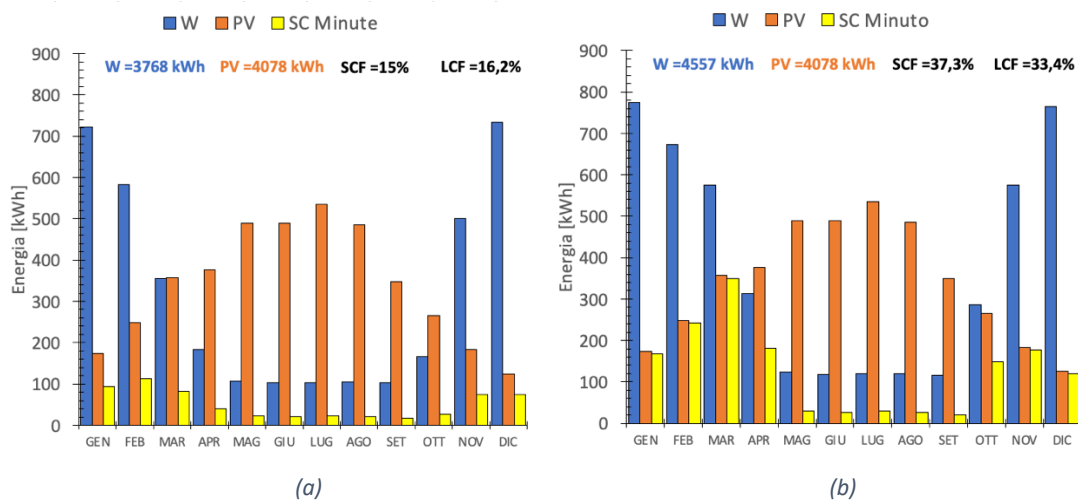 W PV SC Minute
W =3768 kWh PV =4078 kWh SCF =15% LCF =16,2%
Energia [kWh]
900
800
700
600
500
400
300
200
100
0
GEN FEB MAR APR MAG GIU LUG AGO SET OTT NOV DIC
(a)
W PV SC Minuto
W =4557 kWh PV =4078 kWh SCF =37,3% LCF =33,4%
Energia [kWh]
900
800
700
600
500
400
300
200
100
0
GEN FEB MAR APR MAG GIU LUG AGO SET OTT NOV DIC
(b)